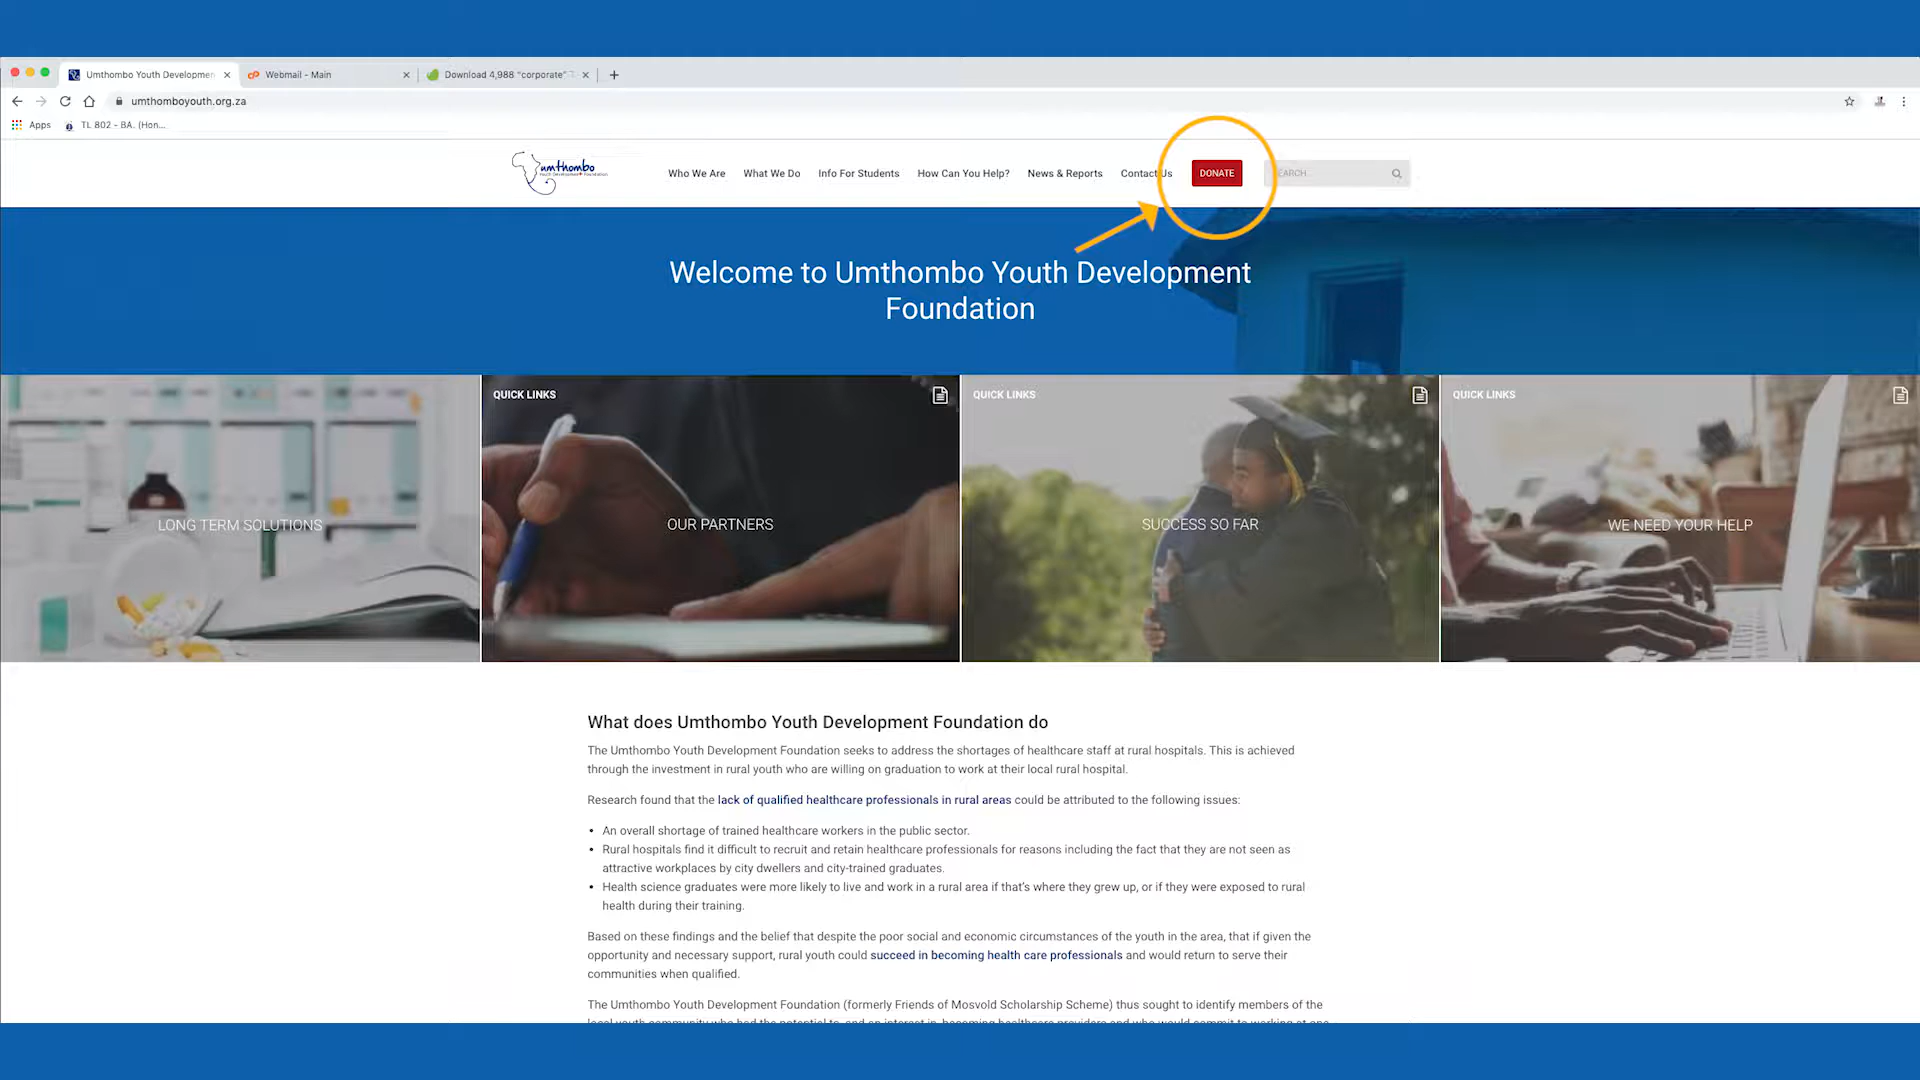 Umthombo Youth Developmen
Webmail - Main
Download 4,988 "corporate"
umthomboyouth.org.za
Apps
TL 802 - BA. (Hon...
umthombo
Youth Development Foundation
Who We Are
What We Do
Info For Students
How Can You Help?
News & Reports
Contact Us
DONATE
EARCH
Welcome to Umthombo Youth Development
Foundation
LONG TERM SOLUTIONS
QUICK LINKS
OUR PARTNERS
QUICK LINKS
SUCCESS SO FAR
QUICK LINKS
WE NEED YOUR HELP
What does Umthombo Youth Development Foundation do
The Umthombo Youth Development Foundation seeks to address the shortages of healthcare staff at rural hospitals. This is achieved
through the investment in rural youth who are willing on graduation to work at their local rural hospital.
Research found that the lack of qualified healthcare professionals in rural areas could be attributed to the following issues:
• An overall shortage of trained healthcare workers in the public sector.
• Rural hospitals find it difficult to recruit and retain healthcare professionals for reasons including the fact that they are not seen as
attractive workplaces by city dwellers and city-trained graduates.
• Health science graduates were more likely to live and work in a rural area if that's where they grew up, or if they were exposed to rural
health during their training.
Based on these findings and the belief that despite the poor social and economic circumstances of the youth in the area, that if given the
opportunity and necessary support, rural youth could succeed in becoming health care professionals and would return to serve their
communities when qualified.
The Umthombo Youth Development Foundation (formerly Friends of Mosvold Scholarship Scheme) thus sought to identify members of the